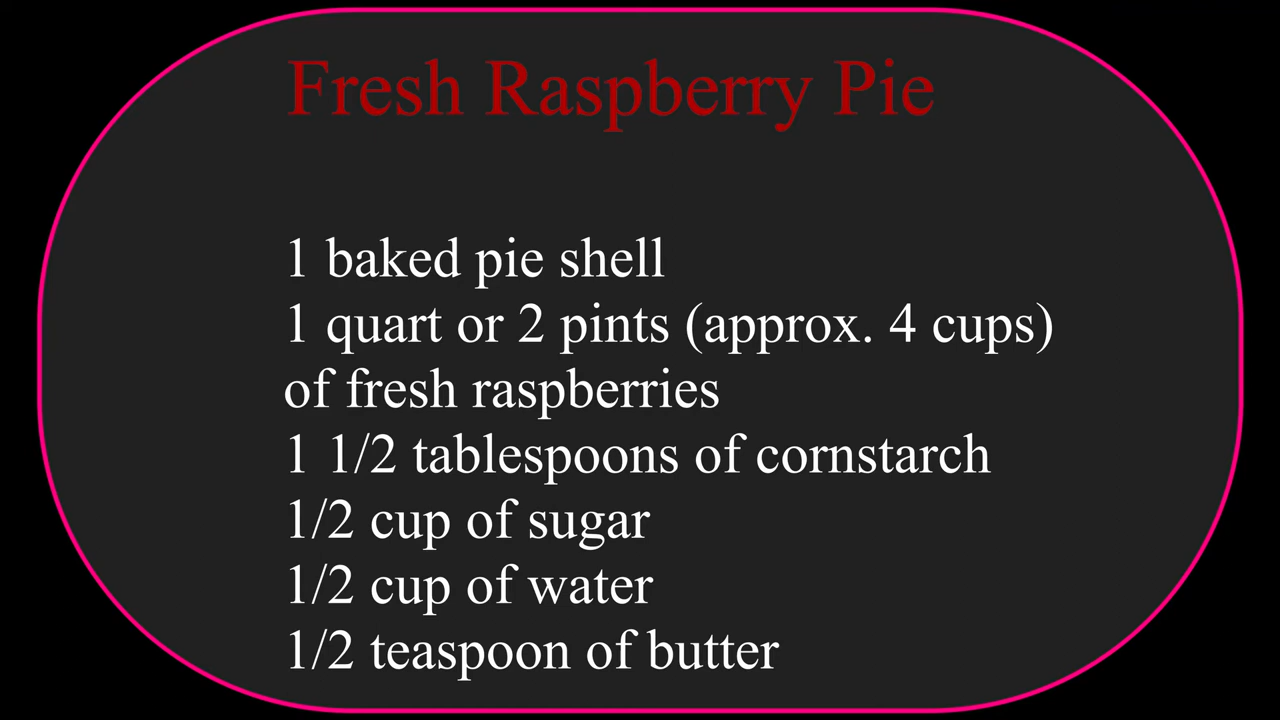 Fresh Raspberry Pie
1 baked pie shell
1 quart or 2 pints (approx. 4 cups)
of fresh raspberries
1 1/2 tablespoons of cornstarch
1/2 cup of sugar
1/2 cup of water
1/2 teaspoon of butter